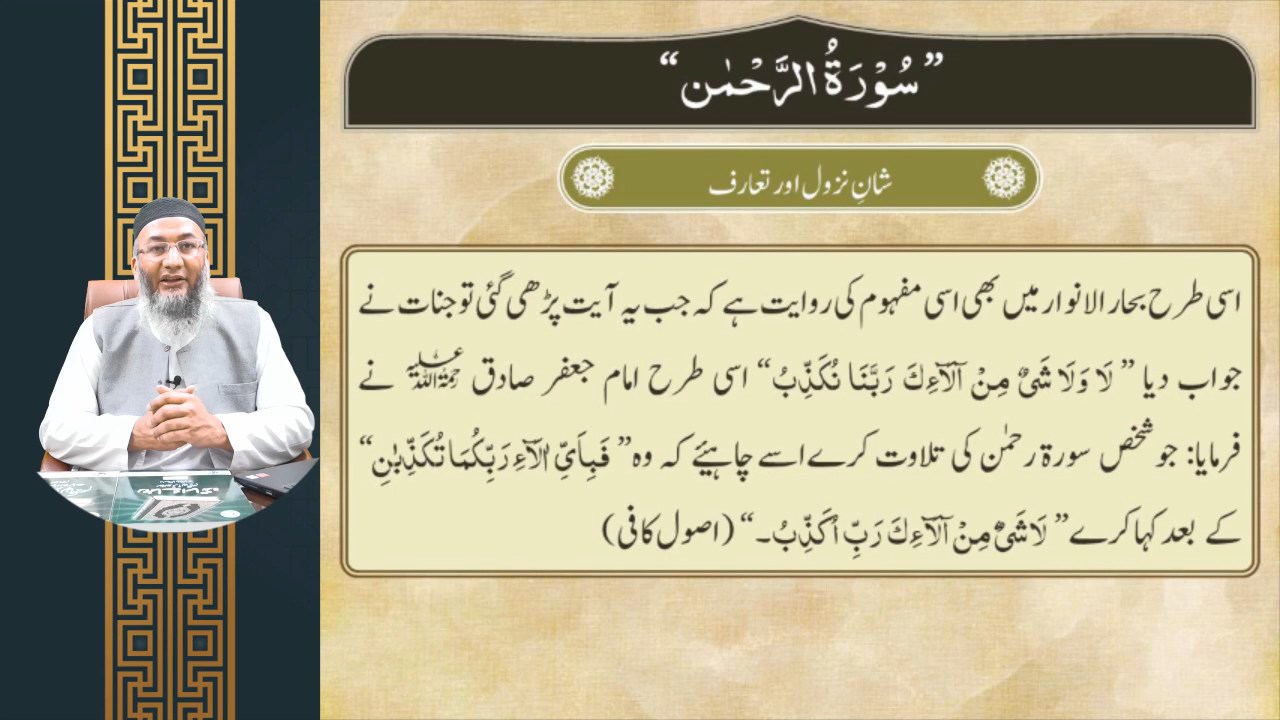 ”سُوْرَۃُ الرَّحْمٰن“
شانِ نزول اور تعارف
اسی طرح بحار الانوار میں بھی اسی مفہوم کی روایت ہے کہ جب یہ آیت پڑھی گئی تو جنات نے
جواب دیا ” لَا وَلَا شَیْءٌ مِنْ آلَآءِكَ رَبَّنَا نُكَذِّبُ“ اسی طرح امام جعفر صادق رحمۃ اللہ علیہ نے
فرمایا: جو شخص سورۃ رحمٰن کی تلاوت کرے اسے چاہیئے کہ وہ” فَبِاَیِّ اٰلَآءِ رَبِّكُمَا تُكَذِّبٰنِ“
کے بعد کہا کرے” لَا شَیْءٌ مِنْ آلَآءِكَ رَبِّ اُكَذِّبُ۔“ (اصول کافی)